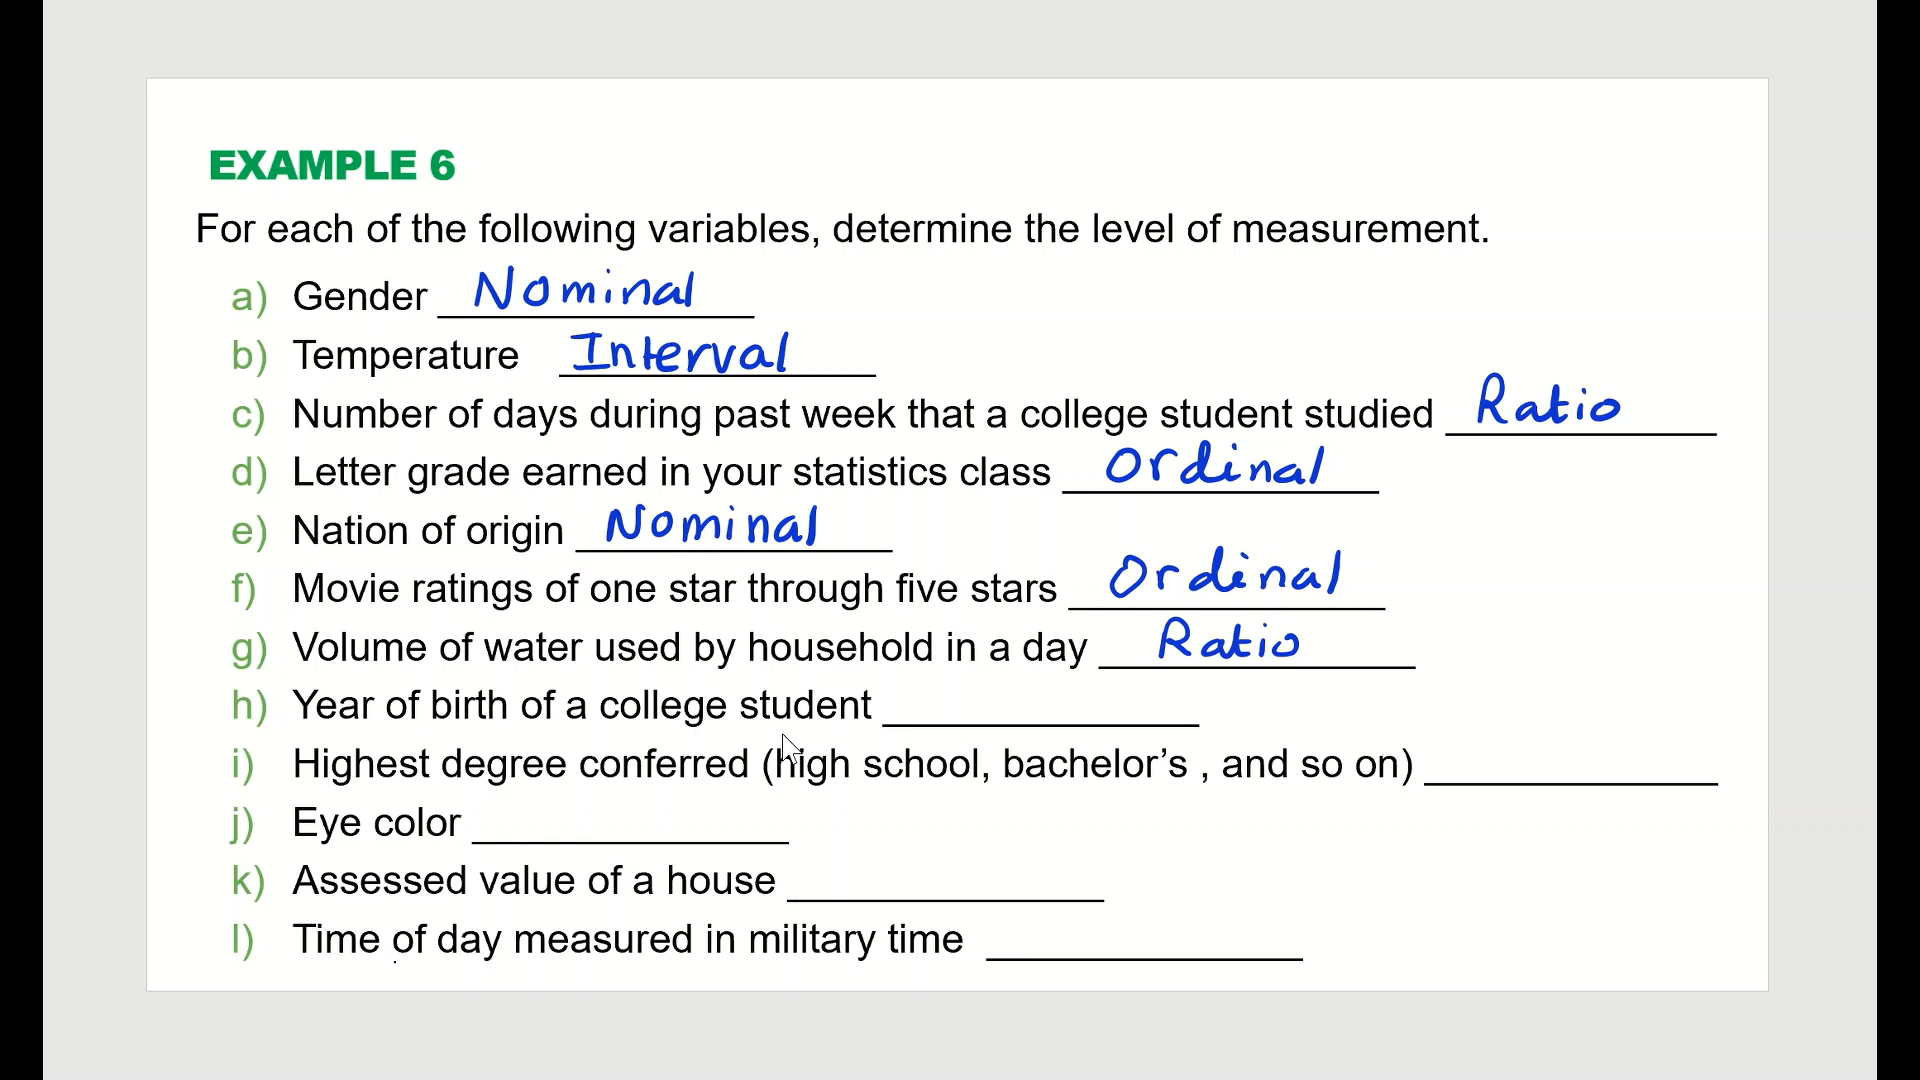 EXAMPLE 6
For each of the following variables, determine the level of measurement.
a) Gender Nominal
b) Temperature Interval
c) Number of days during past week that a college student studied Ratio
d) Letter grade earned in your statistics class Ordinal
e) Nation of origin Nominal
f) Movie ratings of one star through five stars Ordinal
g) Volume of water used by household in a day Ratio
h) Year of birth of a college student
i) Highest degree conferred (high school, bachelor’s , and so on)
j) Eye color
k) Assessed value of a house
l) Time of day measured in military time